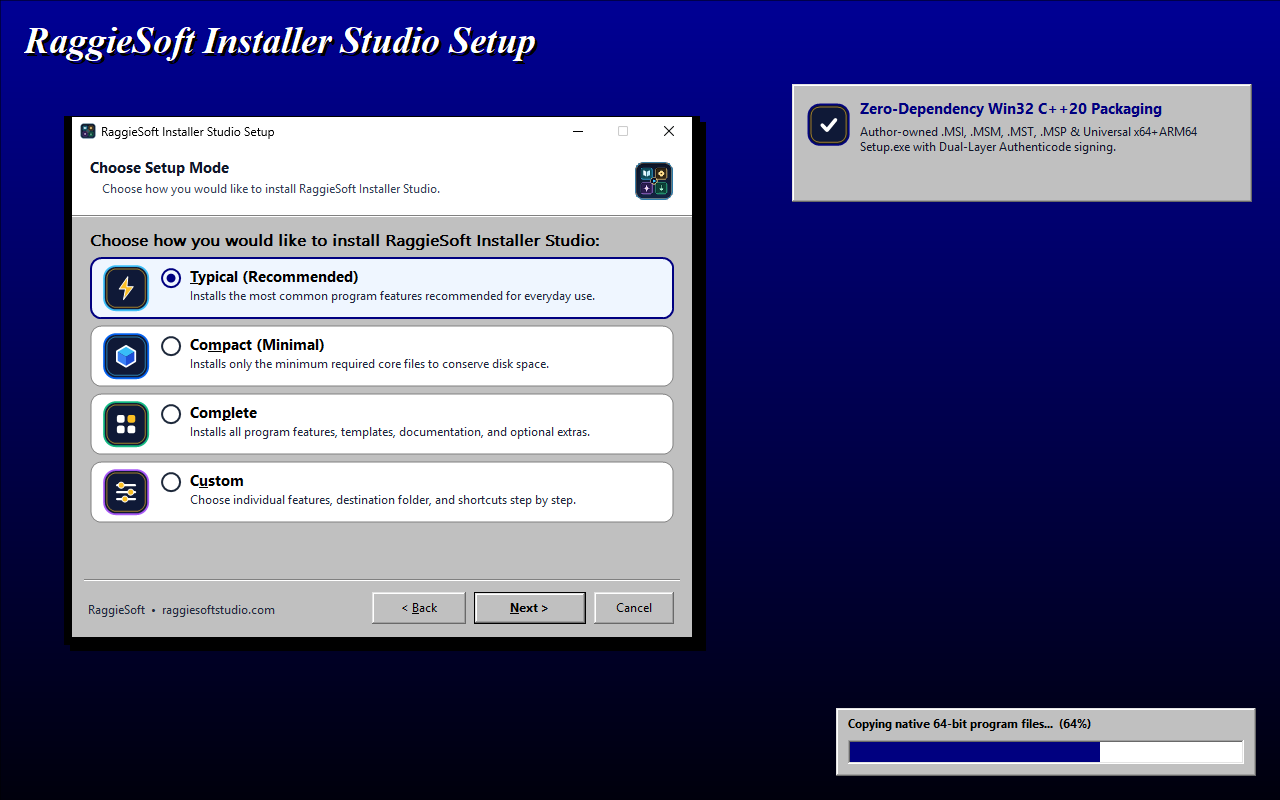 RaggieSoft Installer Studio Setup
Zero-Dependency Win32 C++20 Packaging
Author-owned .MSI, .MSM, .MST, .MSP & Universal x64+ARM64
Setup.exe with Dual-Layer Authenticode signing.
RaggieSoft Installer Studio Setup
Choose Setup Mode
Choose how you would like to install RaggieSoft Installer Studio.
Choose how you would like to install RaggieSoft Installer Studio:
Typical (Recommended)
Installs the most common program features recommended for everyday use.
Compact (Minimal)
Installs only the minimum required core files to conserve disk space.
Complete
Installs all program features, templates, documentation, and optional extras.
Custom
Choose individual features, destination folder, and shortcuts step by step.
RaggieSoft • raggiesoftstudio.com
< Back
Next >
Cancel
Copying native 64-bit program files... (64%)